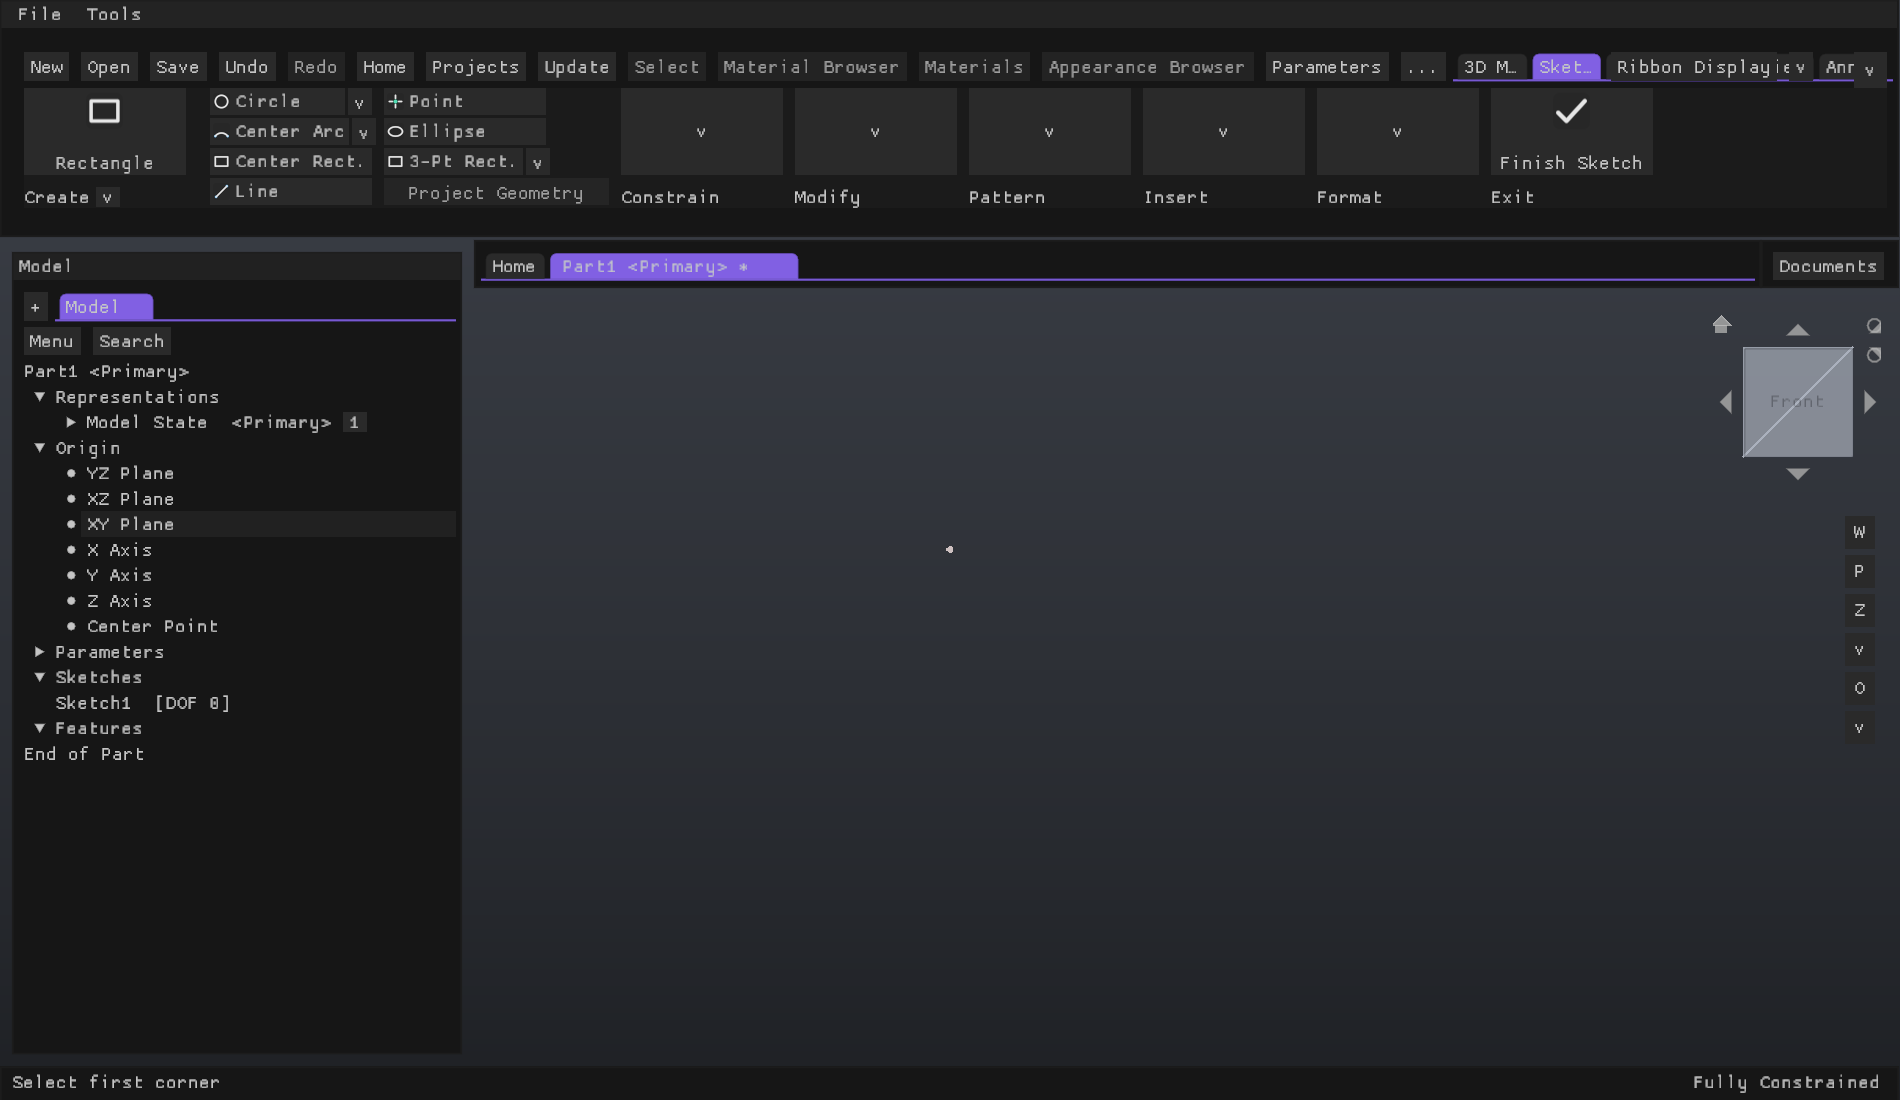 File Tools
New Open Save Undo Redo Home Projects Update Select Material Browser Materials Appearance Browser Parameters ... 3D M… Sket… Ribbon Display v Ann v
Rectangle
Circle v
Center Arc v
Center Rect.
Line
Point
Ellipse
3-Pt Rect. v
Project Geometry
v v v v v
Finish Sketch
Create v Constrain Modify Pattern Insert Format Exit
Model
+ Model
Menu Search
Part1 <Primary>
Representations
Model State <Primary> 1
Origin
YZ Plane
XZ Plane
XY Plane
X Axis
Y Axis
Z Axis
Center Point
Parameters
Sketches
Sketch1 [DOF 0]
Features
End of Part
Home Part1 <Primary> * Documents
Front
W
P
Z
v
O
v
Select first corner Fully Constrained